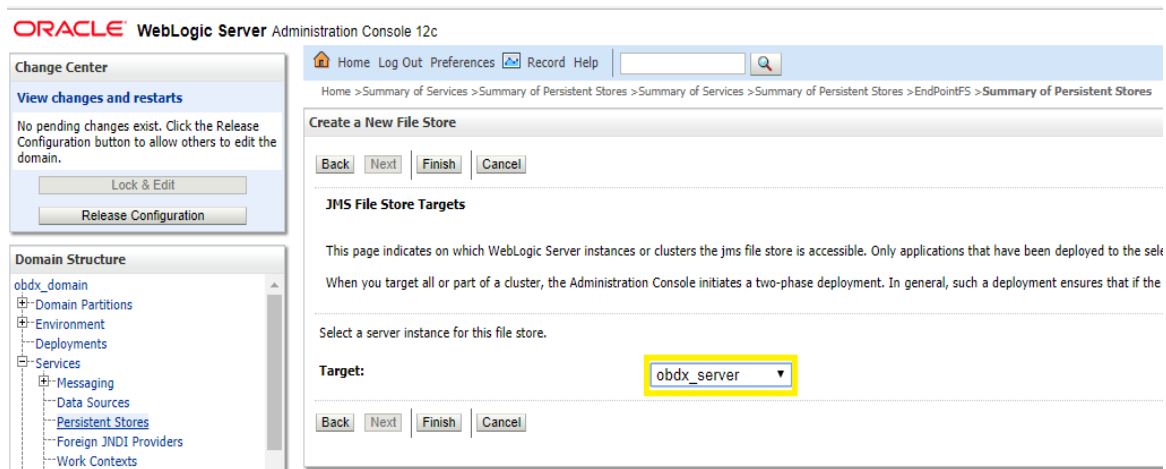 ORACLE WebLogic Server Administration Console 12c
Change Center
View changes and restarts
No pending changes exist. Click the Release
Configuration button to allow others to edit the
domain.
Lock & Edit
Release Configuration
Domain Structure
obdx_domain
Domain Partitions
Environment
Deployments
Services
Messaging
Data Sources
Persistent Stores
Foreign JNDI Providers
Work Contexts
Home Log Out Preferences Record Help
Home >Summary of Services >Summary of Persistent Stores >Summary of Services >Summary of Persistent Stores >EndPointFS >Summary of Persistent Stores
Create a New File Store
Back Next Finish Cancel
JMS File Store Targets
This page indicates on which WebLogic Server instances or clusters the jms file store is accessible. Only applications that have been deployed to the sele
When you target all or part of a cluster, the Administration Console initiates a two-phase deployment. In general, such a deployment ensures that if the
Select a server instance for this file store.
Target: obdx_server
Back Next Finish Cancel